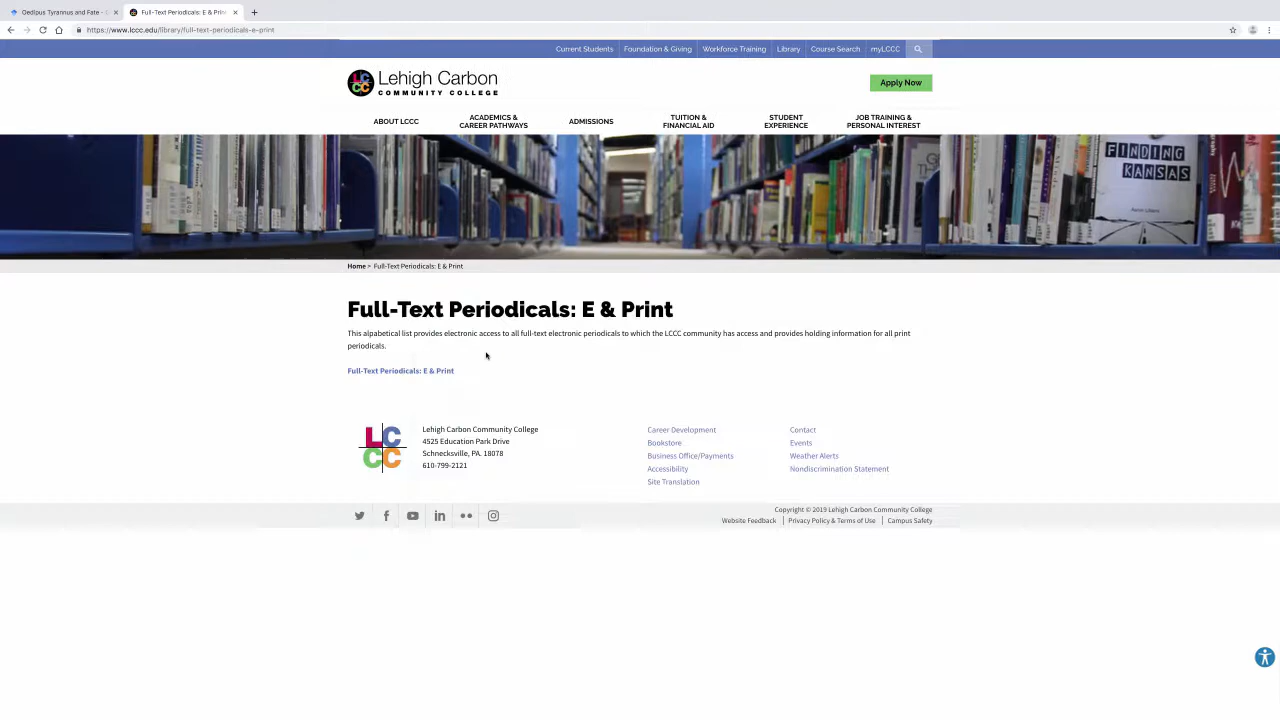 Oedipus Tyrannus and Fate - G
Full-Text Periodicals: E & Print
https://www.lccc.edu/library/full-text-periodicals-e-print
Current Students
Foundation & Giving
Workforce Training
Library
Course Search
myLCCC
LC
CC
Lehigh Carbon
COMMUNITY COLLEGE
Apply Now
ABOUT LCCC
ACADEMICS &
CAREER PATHWAYS
ADMISSIONS
TUITION &
FINANCIAL AID
STUDENT
EXPERIENCE
JOB TRAINING &
PERSONAL INTEREST
FINDING
KANSAS
Home > Full-Text Periodicals: E & Print
Full-Text Periodicals: E & Print
This alpabetical list provides electronic access to all full-text electronic periodicals to which the LCCC community has access and provides holding information for all print
periodicals.
Full-Text Periodicals: E & Print
LC
CC
Lehigh Carbon Community College
4525 Education Park Drive
Schnecksville, PA. 18078
610-799-2121
Career Development
Bookstore
Business Office/Payments
Accessibility
Site Translation
Contact
Events
Weather Alerts
Nondiscrimination Statement
Copyright © 2019 Lehigh Carbon Community College
Website Feedback
Privacy Policy & Terms of Use
Campus Safety